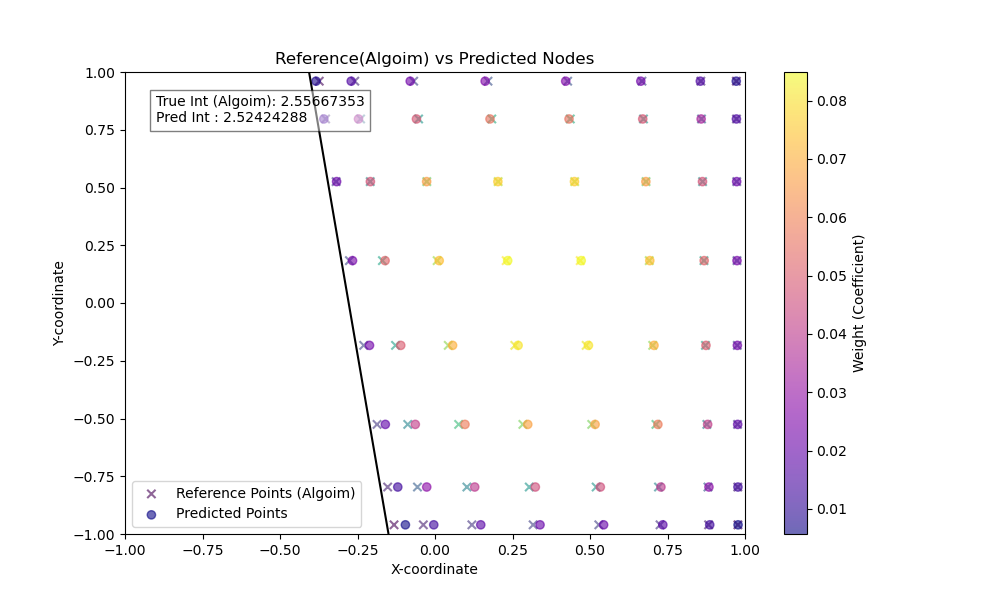 Reference(Algoim) vs Predicted Nodes
True Int (Algoim): 2.55667353
Pred Int : 2.52424288
1.00
0.75
0.50
0.25
0.00
−0.25
−0.50
−0.75
−1.00
Y-coordinate
Reference Points (Algoim)
Predicted Points
−1.00 −0.75 −0.50 −0.25 0.00 0.25 0.50 0.75 1.00
X-coordinate
0.08
0.07
0.06
0.05
0.04
0.03
0.02
0.01
Weight (Coefficient)